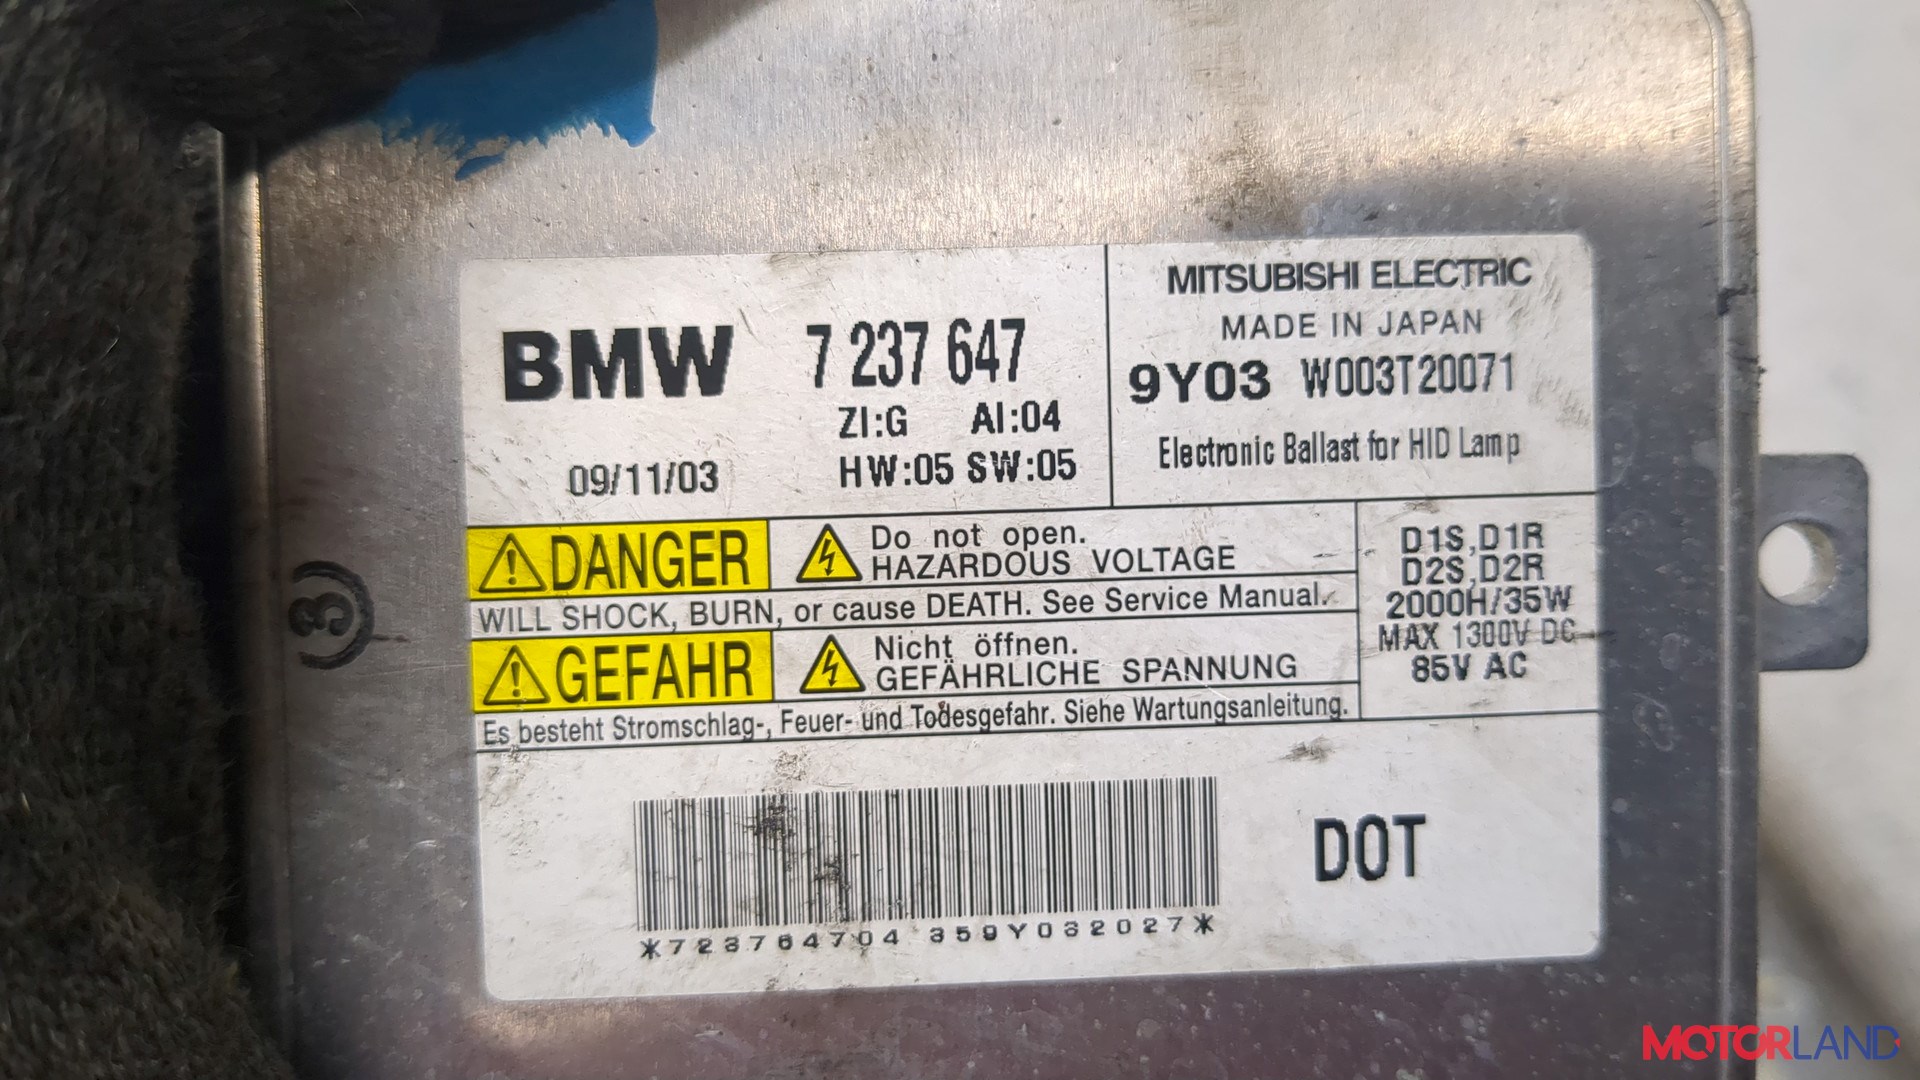 BMW 7 237 647
ZI:G AI:04
09/11/03 HW:05 SW:05
MITSUBISHI ELECTRIC
MADE IN JAPAN
9Y03 W003T20071
Electronic Ballast for HID Lamp
DANGER
Do not open.
HAZARDOUS VOLTAGE
WILL SHOCK, BURN, or cause DEATH. See Service Manual.
GEFAHR
Nicht öffnen.
GEFÄHRLICHE SPANNUNG
Es besteht Stromschlag-, Feuer- und Todesgefahr. Siehe Wartungsanleitung.
D1S,D1R
D2S,D2R
2000H/35W
MAX 1300V DC
85V AC
*723764704 359Y032027*
DOT
3
MOTORLAND